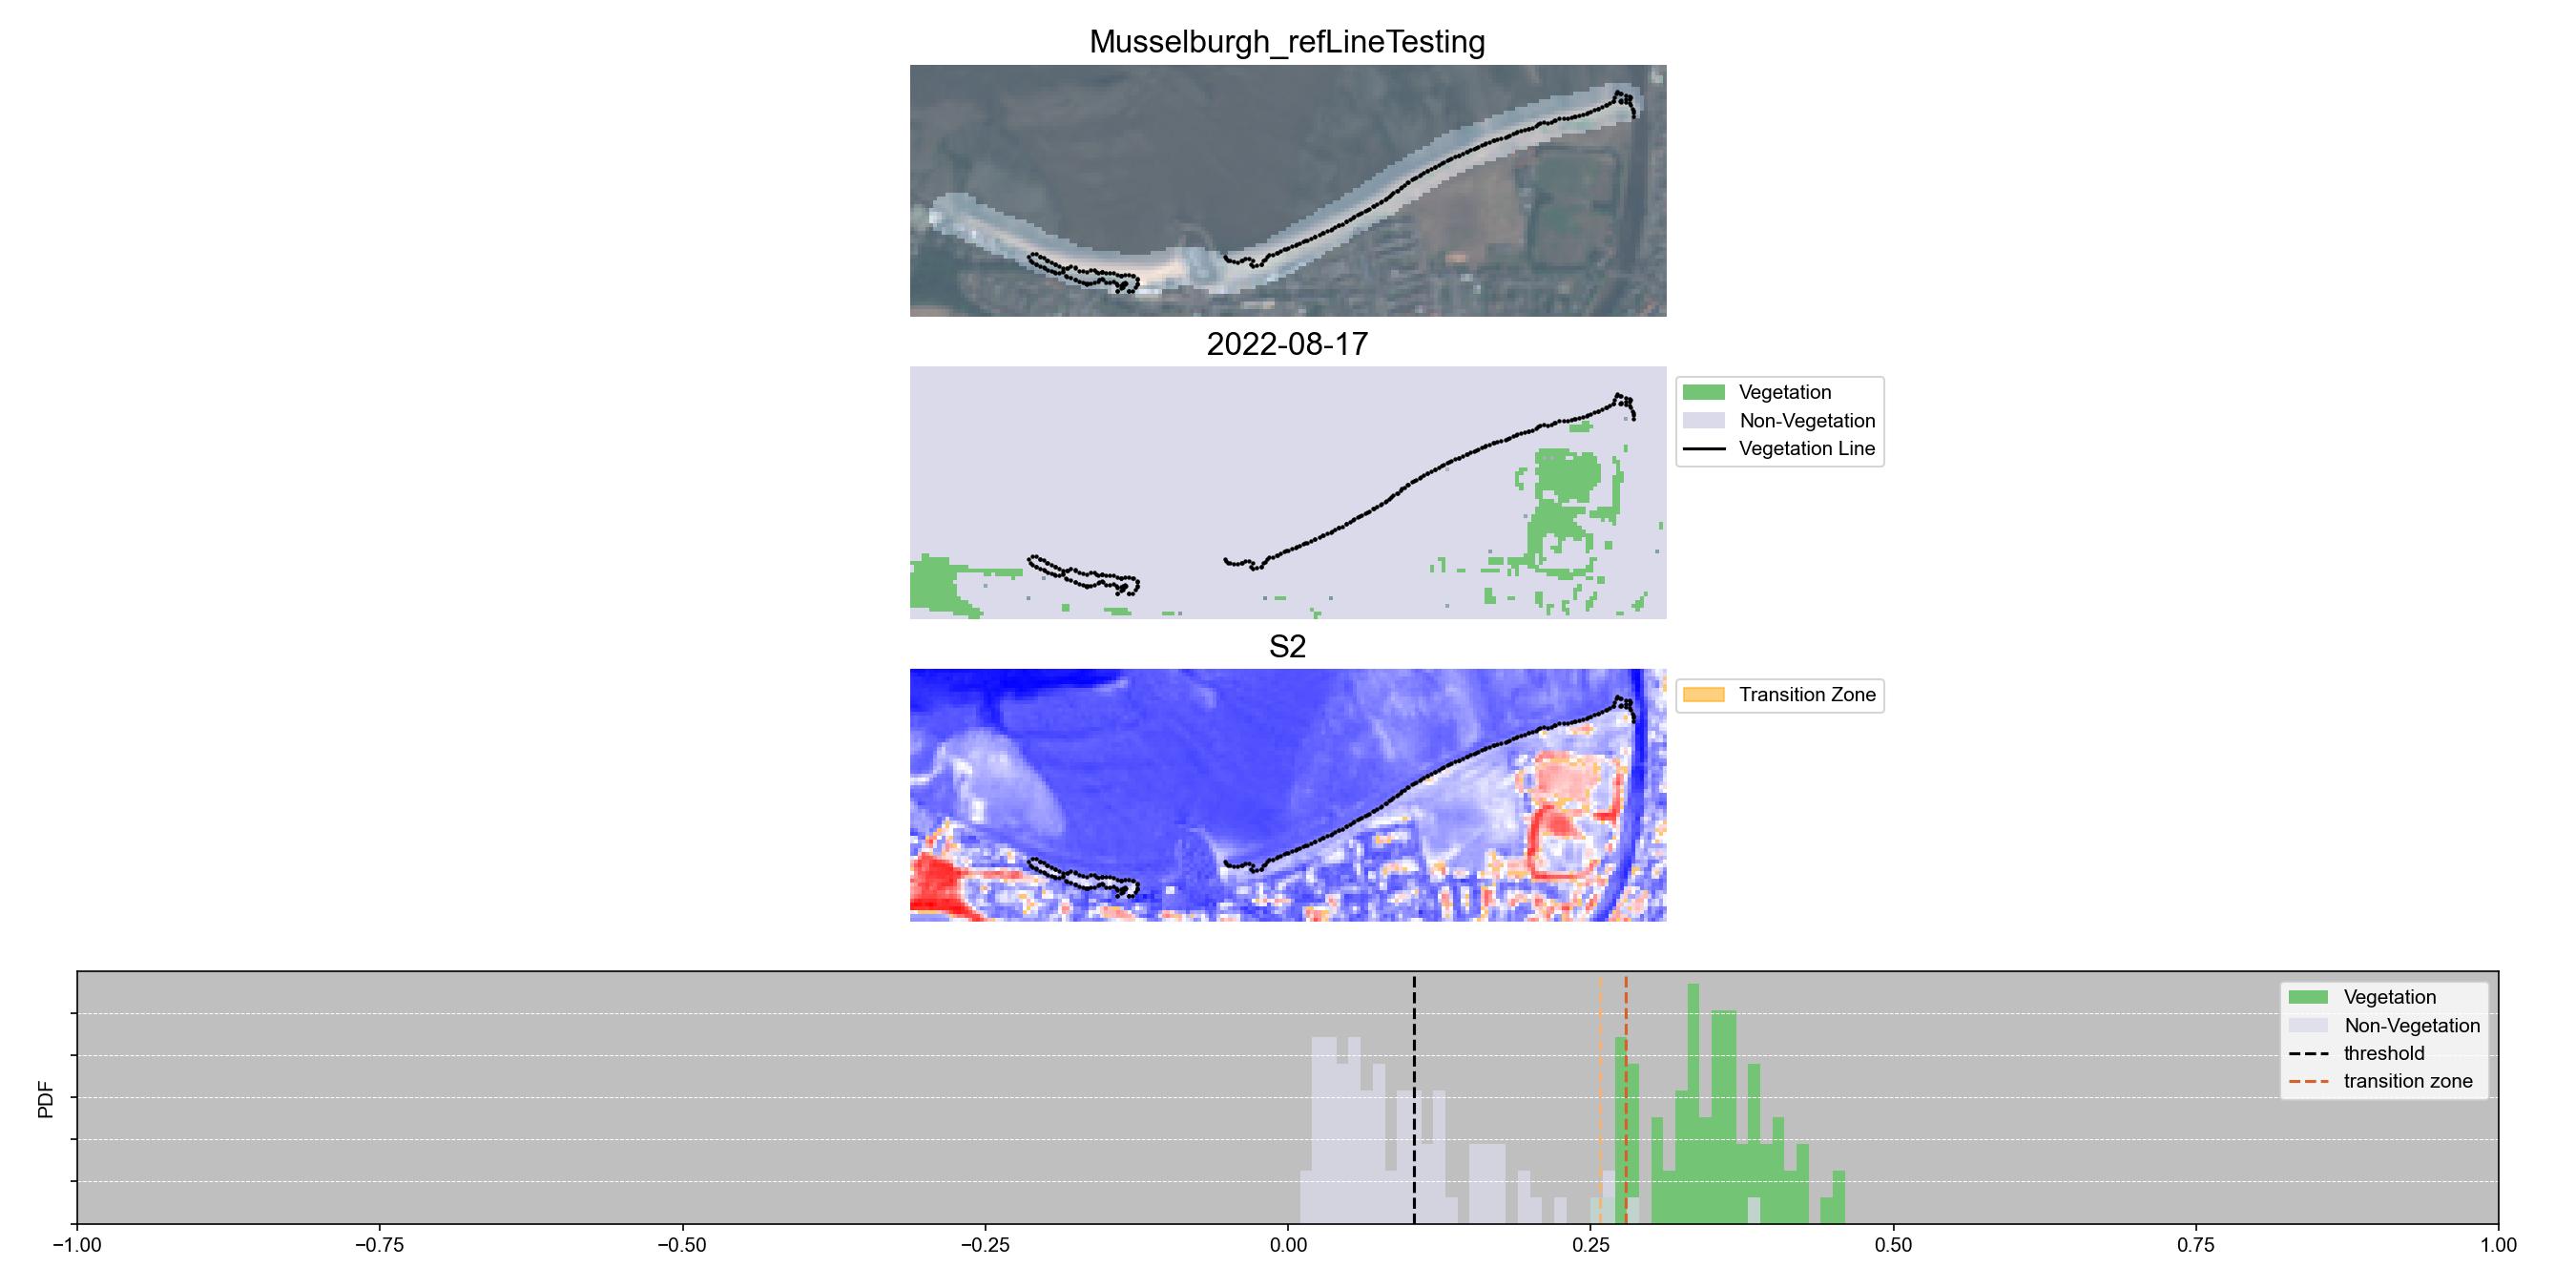 Musselburgh_refLineTesting
2022-08-17
Vegetation
Non-Vegetation
Vegetation Line
S2
Transition Zone
PDF
Vegetation
Non-Vegetation
threshold
transition zone
−1.00 −0.75 −0.50 −0.25 0.00 0.25 0.50 0.75 1.00